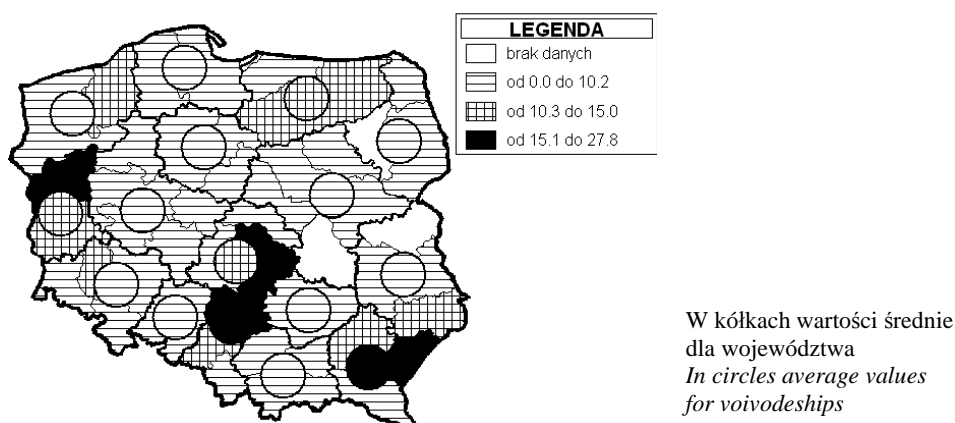 LEGENDA
brak danych
od 0.0 do 10.2
od 10.3 do 15.0
od 15.1 do 27.8
W kółkach wartości średnie
dla województwa
In circles average values
for voivodeships